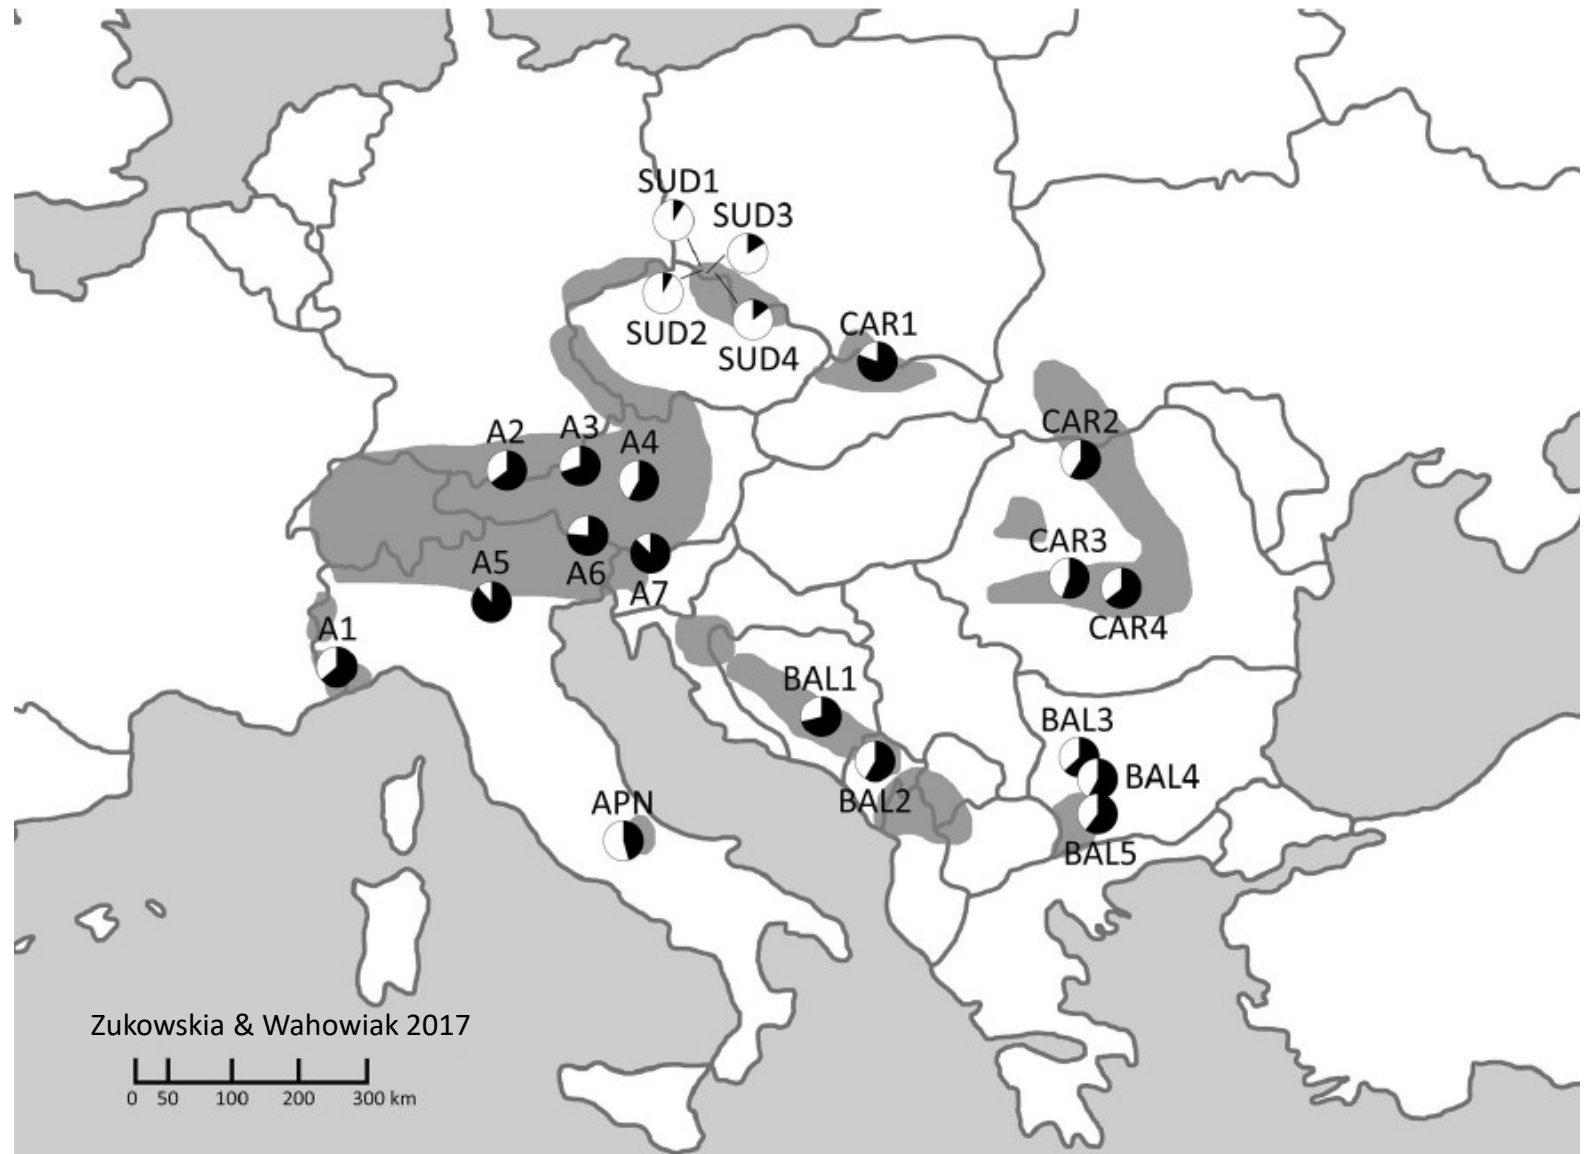 SUD1
SUD3
SUD2
SUD4
CAR1
CAR2
A2
A3
A4
CAR3
A5
A6
A7
CAR4
A1
BAL1
BAL3
BAL4
BAL2
APN
BAL5
Zukowskia & Wahowiak 2017
0 50 100 200 300 km